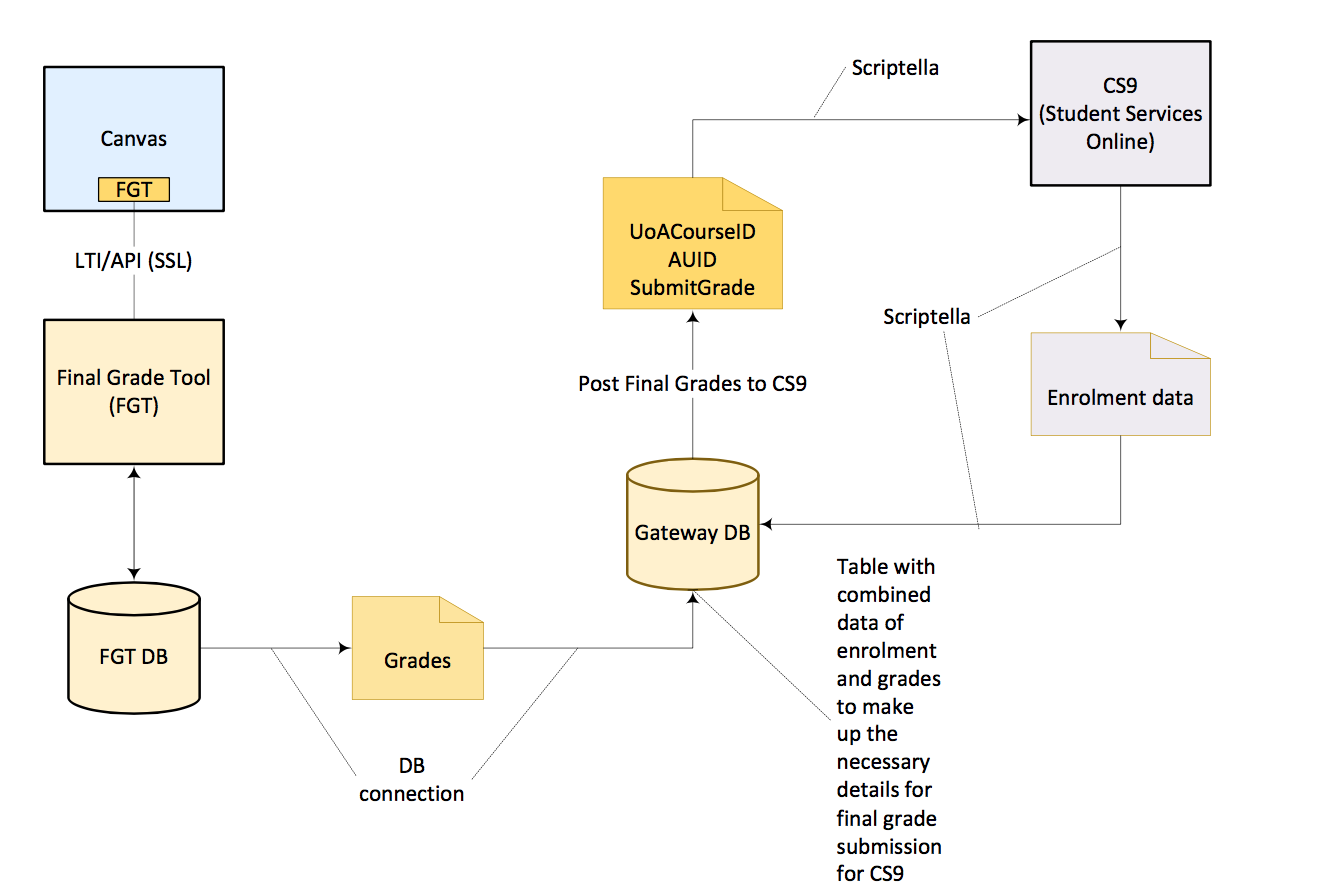 Canvas
FGT
LTI/API (SSL)
Final Grade Tool
(FGT)
FGT DB
Grades
DB
connection
Scriptella
CS9
(Student Services
Online)
UoACourseID
AUID
SubmitGrade
Post Final Grades to CS9
Scriptella
Enrolment data
Gateway DB
Table with
combined
data of
enrolment
and grades
to make
up the
necessary
details for
final grade
submission
for CS9